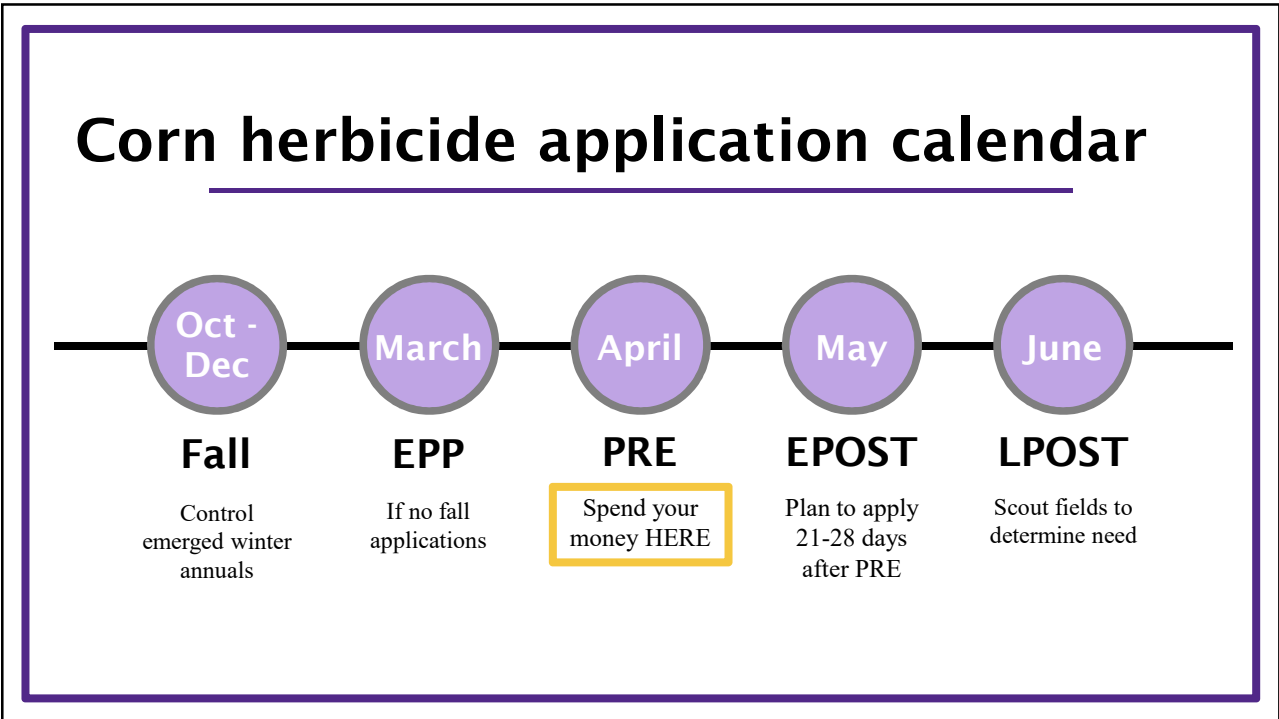 Corn herbicide application calendar
Oct -
Dec
March
April
May
June
Fall
EPP
PRE
EPOST
LPOST
Control
emerged winter
annuals
If no fall
applications
Spend your
money HERE
Plan to apply
21-28 days
after PRE
Scout fields to
determine need